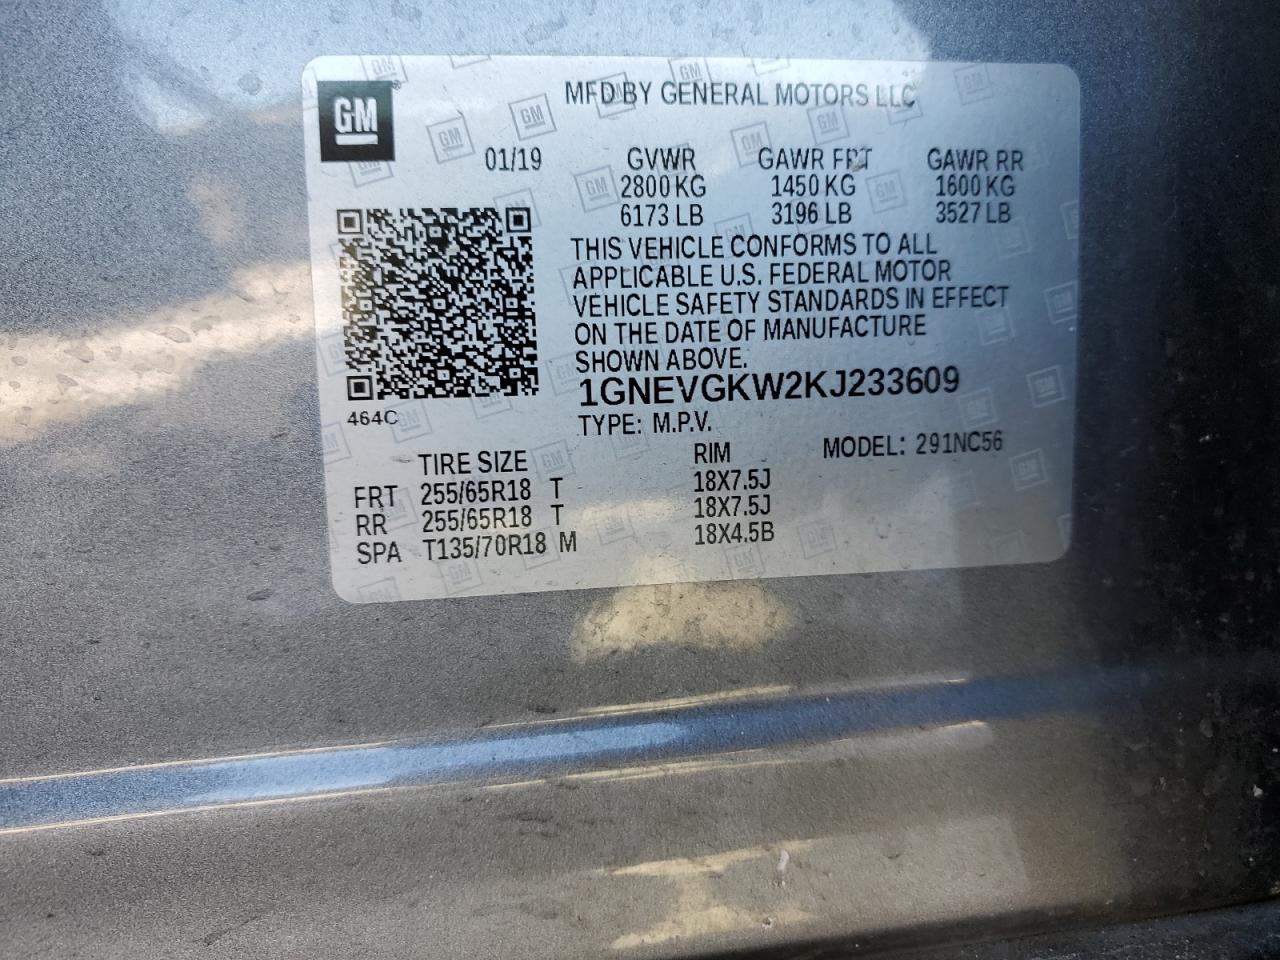 GM
MFD BY GENERAL MOTORS LLC
01/19 GVWR GAWR FRT GAWR RR
2800 KG 1450 KG 1600 KG
6173 LB 3196 LB 3527 LB
THIS VEHICLE CONFORMS TO ALL
APPLICABLE U.S. FEDERAL MOTOR
VEHICLE SAFETY STANDARDS IN EFFECT
ON THE DATE OF MANUFACTURE
SHOWN ABOVE.
1GNEVGKW2KJ233609
464C
TYPE: M.P.V.
TIRE SIZE RIM MODEL: 291NC56
FRT 255/65R18 T 18X7.5J
RR 255/65R18 T 18X7.5J
SPA T135/70R18 M 18X4.5B